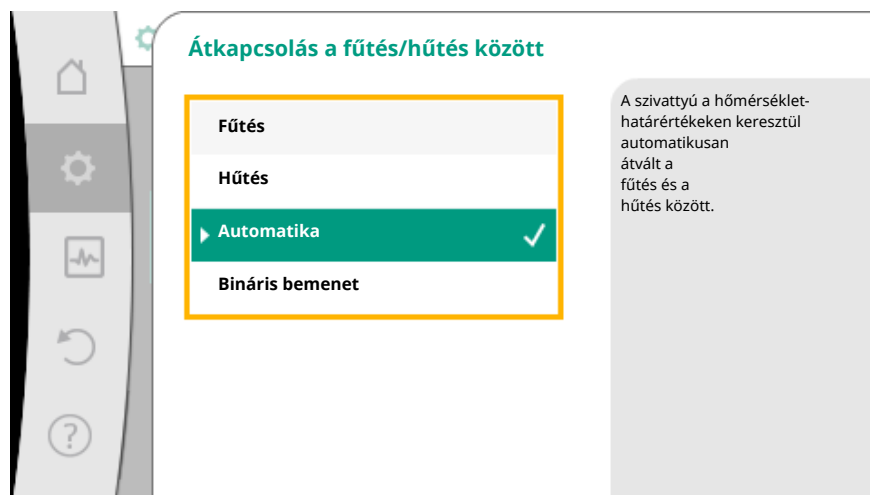 Átkapcsolás a fűtés/hűtés között
Fűtés
Hűtés
Automatika
Bináris bemenet
A szivattyú a hőmérséklet-
határértékeken keresztül
automatikusan
átvált a
fűtés és a
hűtés között.
?